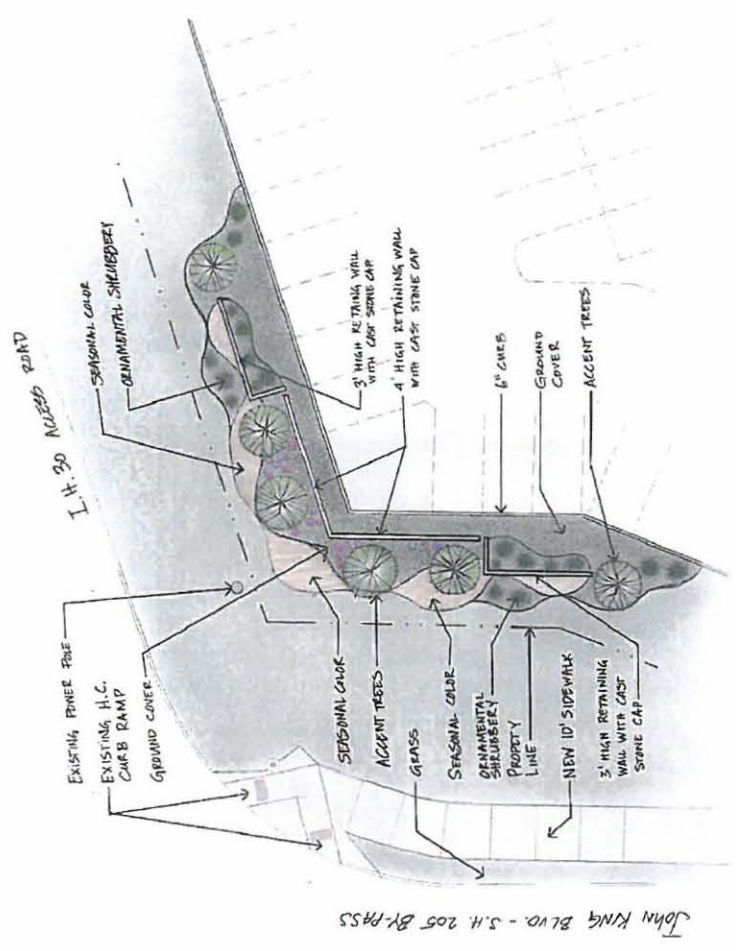 I.H. 30 ACCESS ROAD
SEASONAL COLOR
ORNAMENTAL SHRUBBERY
3' HIGH RETAING WALL
WITH CAST STONE CAP
4' HIGH RETAINING WALL
WITH CAST STONE CAP
6" CURB
GROUND
COVER
ACCENT TREES
EXISTING POWER POLE
EXISTING H.C.
CURB RAMP
GROUND COVER
SEASONAL COLOR
ACCENT TREES
GRASS
SEASONAL COLOR
ORNAMENTAL
SHRUBBERY
PROPETY
LINE
NEW 10' SIDEWALK
3' HIGH RETAINING
WALL WITH CAST
STONE CAP
JOHN KING BLVD. - S.H. 205 BY-PASS